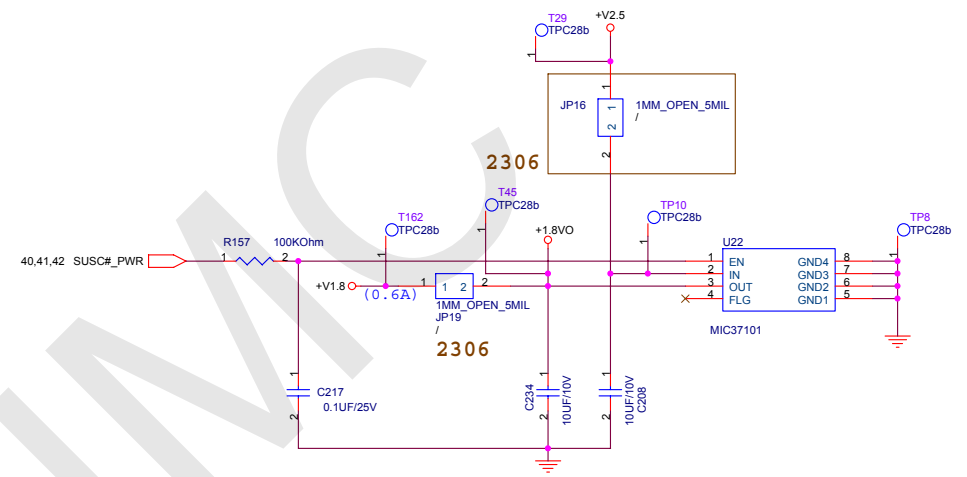 T29
TPC28b
+V2.5
1
1
JP16
1
2
1MM_OPEN_5MIL
/
2
2306
T45
TPC28b
1
T162
TPC28b
1
TP10
TPC28b
1
TP8
TPC28b
1
+1.8VO
40,41,42 SUSC#_PWR
R157
100KOhm
1
2
+V1.8
(0.6A)
1
1 2
2
1MM_OPEN_5MIL
JP19
/
2306
U22
1 EN GND4 8
2 IN GND3 7
3 OUT GND2 6
4 FLG GND1 5
MIC37101
1
C217
0.1UF/25V
2
1
C234
10UF/10V
2
1
10UF/10V
C208
2
IMC